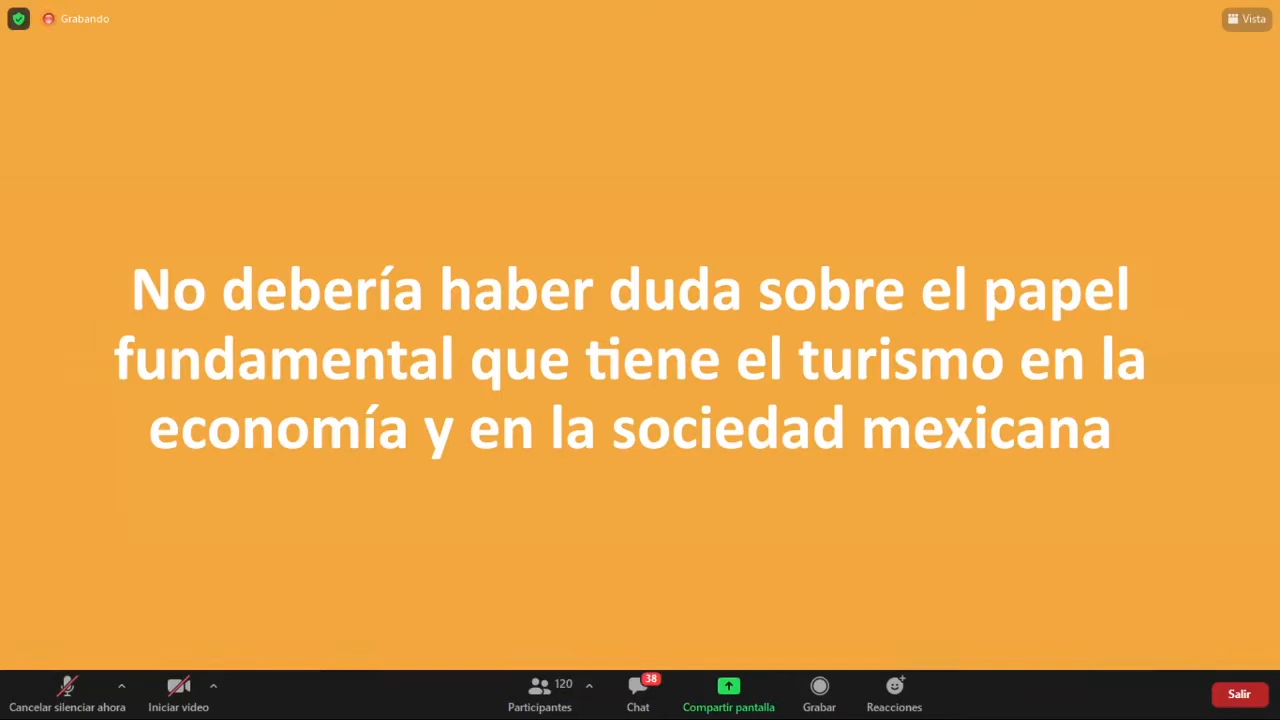 Grabando
Vista
No debería haber duda sobre el papel
fundamental que tiene el turismo en la
economía y en la sociedad mexicana
120
38
Cancelar silenciar ahora
Iniciar video
Participantes
Chat
Compartir pantalla
Grabar
Reacciones
Salir